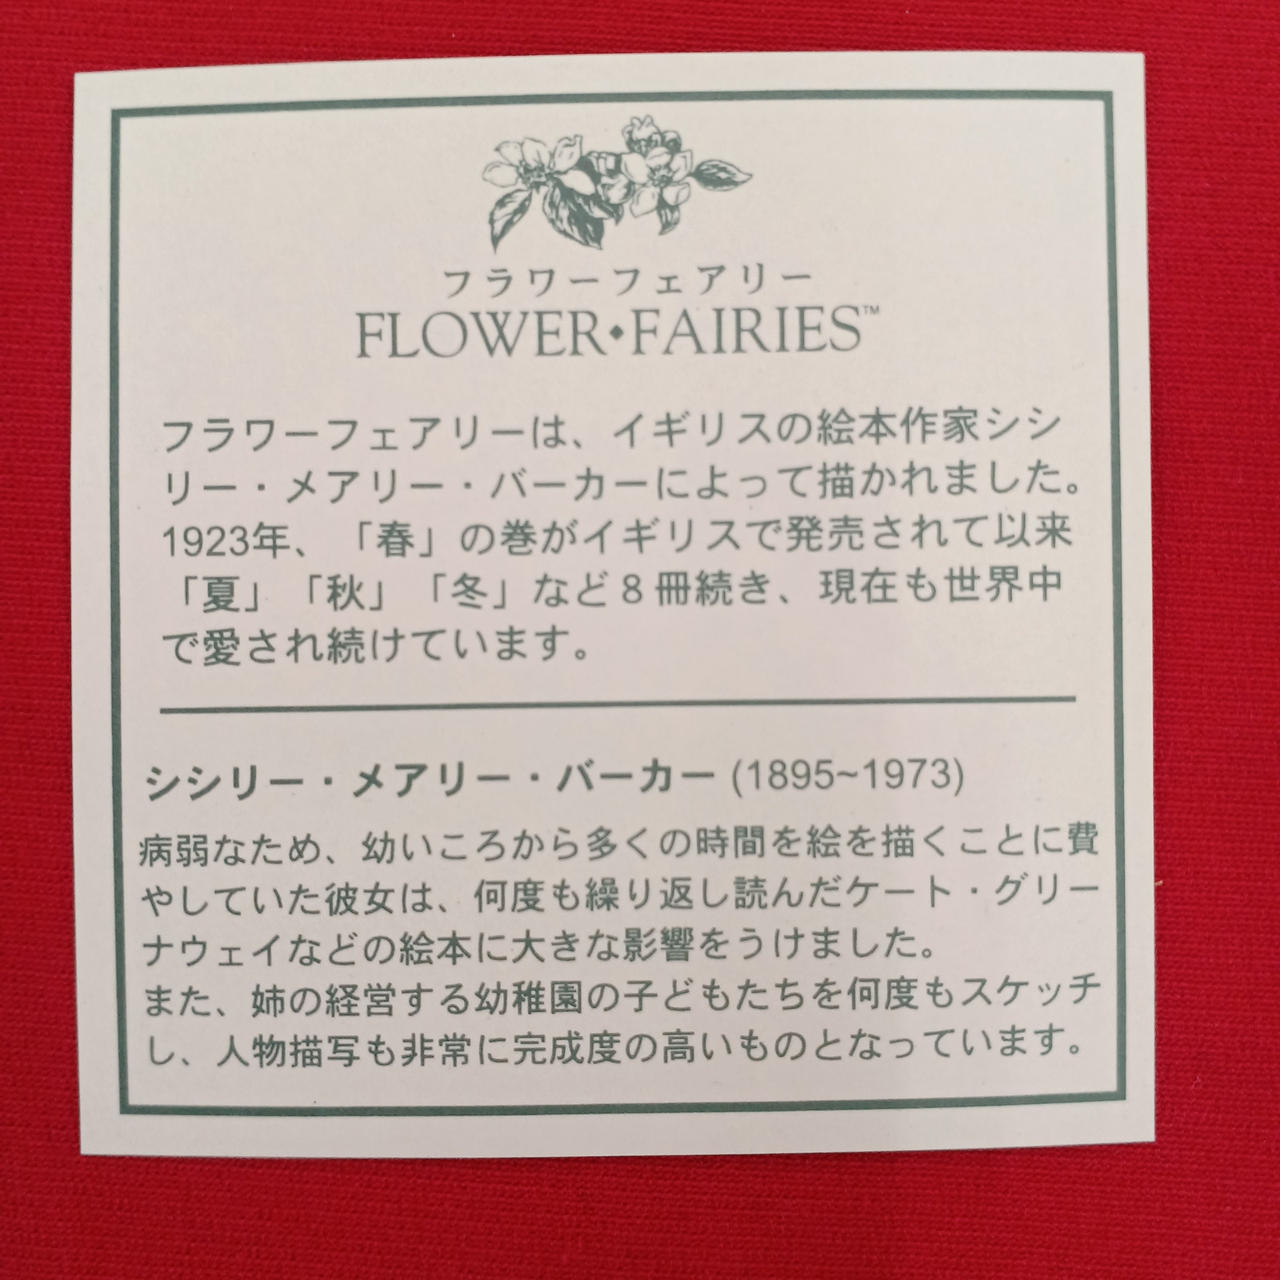 フラワーフェアリー
FLOWER•FAIRIES™
フラワーフェアリーは、イギリスの絵本作家シシ
リー・メアリー・バーカーによって描かれました。
1923年、「春」の巻がイギリスで発売されて以来
「夏」「秋」「冬」など8冊続き、現在も世界中
で愛され続けています。
シシリー・メアリー・バーカー (1895~1973)
病弱なため、幼いころから多くの時間を絵を描くことに費
やしていた彼女は、何度も繰り返し読んだケート・グリー
ナウェイなどの絵本に大きな影響をうけました。
また、姉の経営する幼稚園の子どもたちを何度もスケッチ
し、人物描写も非常に完成度の高いものとなっています。